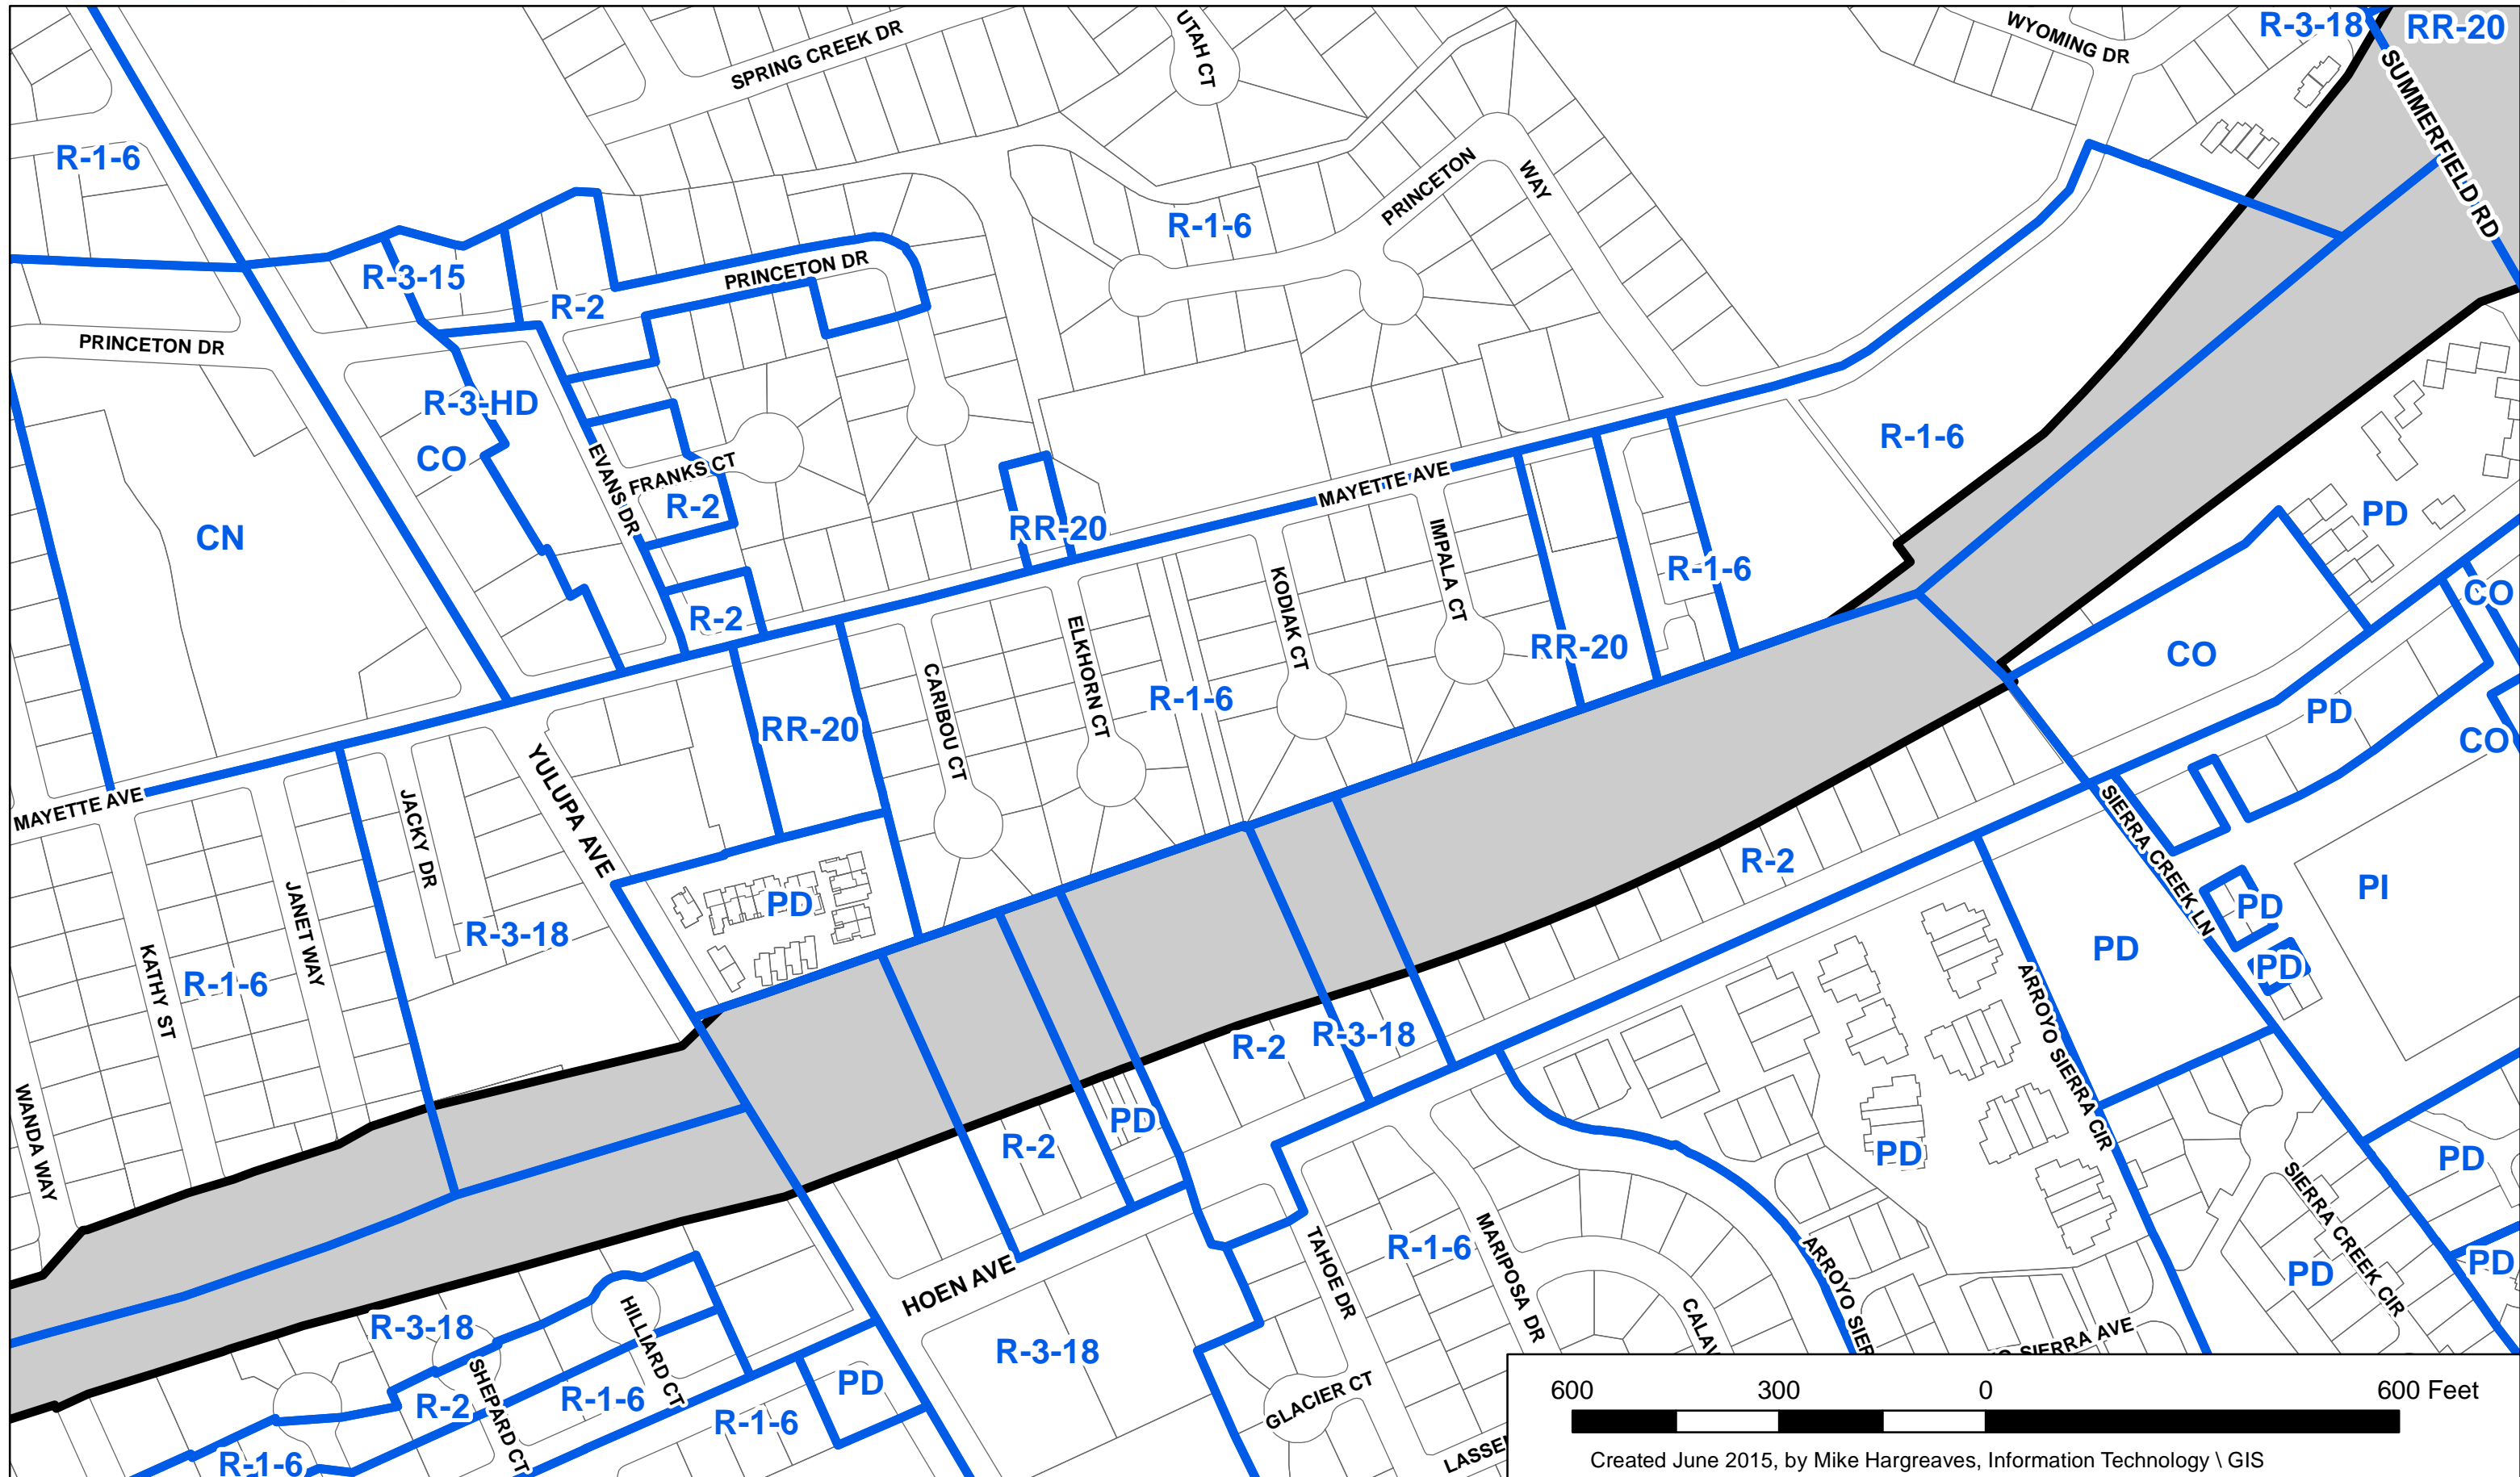 SPRING CREEK DR
UTAH CT
WYOMING DR
R-3-18
RR-20
SUMMERFIELD RD
R-1-6
PRINCETON WAY
R-1-6
R-3-15
R-2
PRINCETON DR
PRINCETON DR
R-3-HD
CO
EVANS DR
FRANKS CT
R-2
RR-20
MAYETTE AVE
R-1-6
CN
IMPALA CT
KODIAK CT
R-1-6
PD
CO
R-2
ELKHORN CT
RR-20
CO
CARIBOU CT
R-1-6
RR-20
PD
CO
YULUPA AVE
MAYETTE AVE
JACKY DR
SIERRA CREEK LN
R-2
PI
PD
PD
JANET WAY
R-3-18
PD
PD
KATHY ST
R-1-6
ARROYO SIERRA CIR
R-2
R-3-18
WANDA WAY
PD
R-2
PD
PD
SIERRA CREEK CIR
R-1-6
TAHOE DR
MARIPOSA DR
ARROYO SIER
PD
PD
HOEN AVE
HILLIARD CT
R-3-18
R-3-18
CALAV
SIERRA AVE
SHEPARD CT
R-2
R-1-6
PD
R-1-6
GLACIER CT
R-1-6
LASSE
600 300 0 600 Feet
Created June 2015, by Mike Hargreaves, Information Technology \ GIS